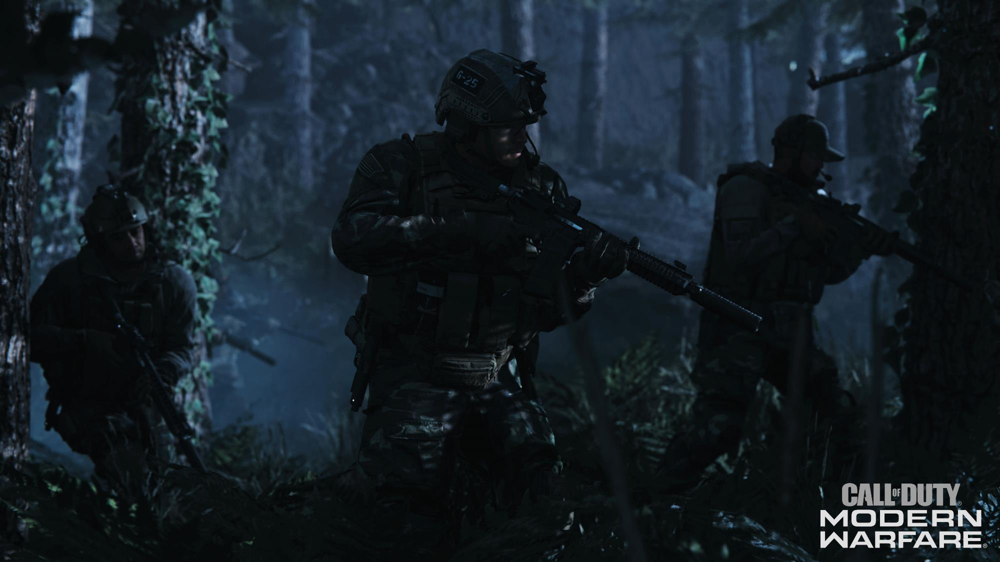 G-25
CALL OF DUTY®
MODERN
WARFARE®